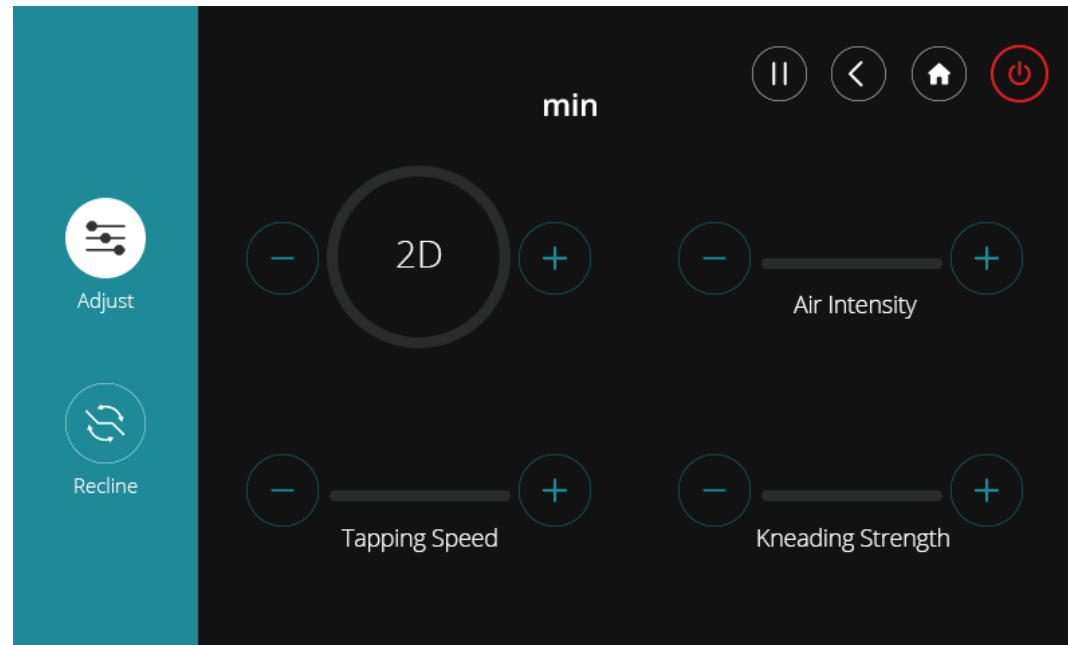 min
Adjust
2D
Air Intensity
Recline
Tapping Speed
Kneading Strength